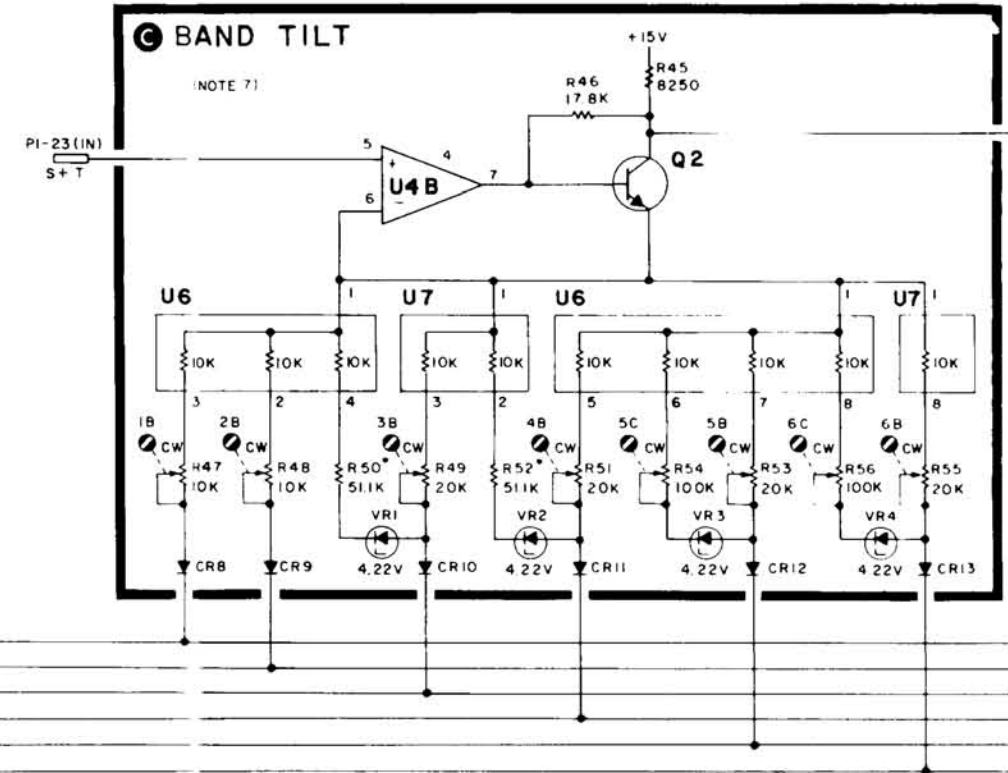 C BAND TILT
(NOTE 7)
+15V
R45
8250
R46
17.8K
P1-23(IN)
S+T
5
+
4
U4B
7
6
−
Q2
U6
1
U7
1
U6
1
U7
1
10K
10K
10K
10K
10K
10K
10K
10K
10K
10K
3
2
4
3
2
5
6
7
8
8
1B
2B
3B
4B
5C
5B
6C
6B
CW
CW
CW
CW
CW
CW
CW
CW
R47
10K
R48
10K
R50*
51.1K
R49
20K
R52*
51.1K
R51
20K
R54
100K
R53
20K
R56
100K
R55
20K
VR1
4.22V
VR2
4.22V
VR3
4.22V
VR4
4.22V
CR8
CR9
CR10
CR11
CR12
CR13